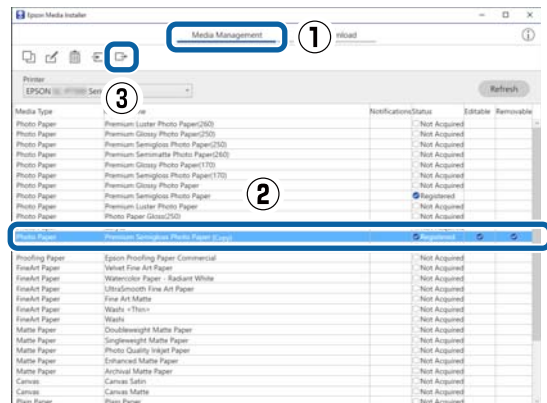 Epson Media Installer
Media Management
nload
1
3
Printer
EPSON
Refresh
Media Type
Notifications Status Editable Removable
Photo Paper Premium Luster Photo Paper(260) Not Acquired
Photo Paper Premium Glossy Photo Paper(250) Not Acquired
Photo Paper Premium Semigloss Photo Paper(250) Not Acquired
Photo Paper Premium Semimatte Photo Paper(260) Not Acquired
Photo Paper Premium Glossy Photo Paper(170) Not Acquired
Photo Paper Premium Semigloss Photo Paper(170) Not Acquired
Photo Paper Premium Glossy Photo Paper Not Acquired
Photo Paper Premium Semigloss Photo Paper Registered
Photo Paper Premium Luster Photo Paper Not Acquired
Photo Paper Photo Paper Gloss(250) Not Acquired
2
Photo Paper Premium Semigloss Photo Paper (Copy) Registered
Proofing Paper Epson Proofing Paper Commercial Not Acquired
FineArt Paper Velvet Fine Art Paper Not Acquired
FineArt Paper Watercolor Paper - Radiant White Not Acquired
FineArt Paper UltraSmooth Fine Art Paper Not Acquired
FineArt Paper Fine Art Matte Not Acquired
FineArt Paper Washi <Thin> Not Acquired
FineArt Paper Washi Not Acquired
Matte Paper Doubleweight Matte Paper Not Acquired
Matte Paper Singleweight Matte Paper Not Acquired
Matte Paper Photo Quality Inkjet Paper Not Acquired
Matte Paper Enhanced Matte Paper Not Acquired
Matte Paper Archival Matte Paper Not Acquired
Canvas Canvas Satin Not Acquired
Canvas Canvas Matte Not Acquired
Plain Paper Plain Paper Not Acquired